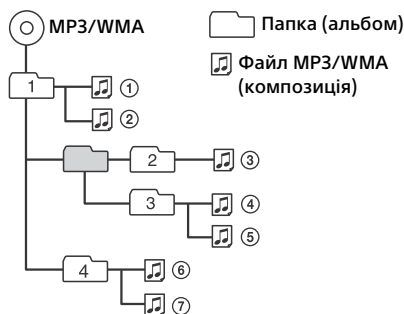 MP3/WMA
Папка (альбом)
Файл MP3/WMA
(композиція)
1
①
②
2
③
3
④
⑤
4
⑥
⑦